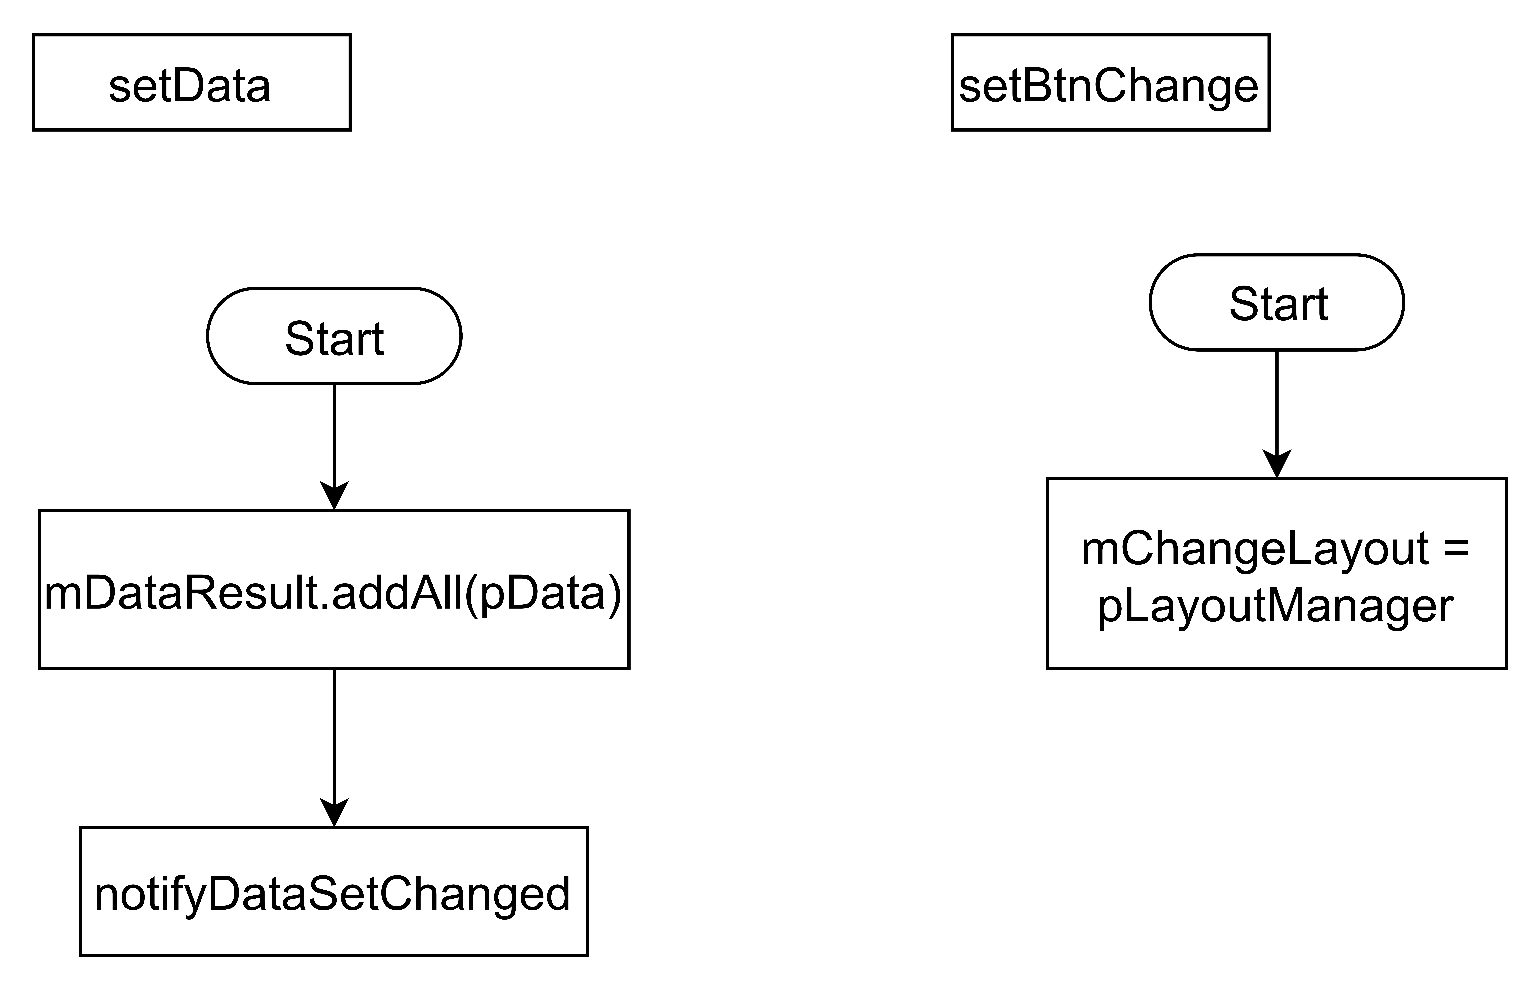 setData
Start
mDataResult.addAll(pData)
notifyDataSetChanged
setBtnChange
Start
mChangeLayout =
pLayoutManager